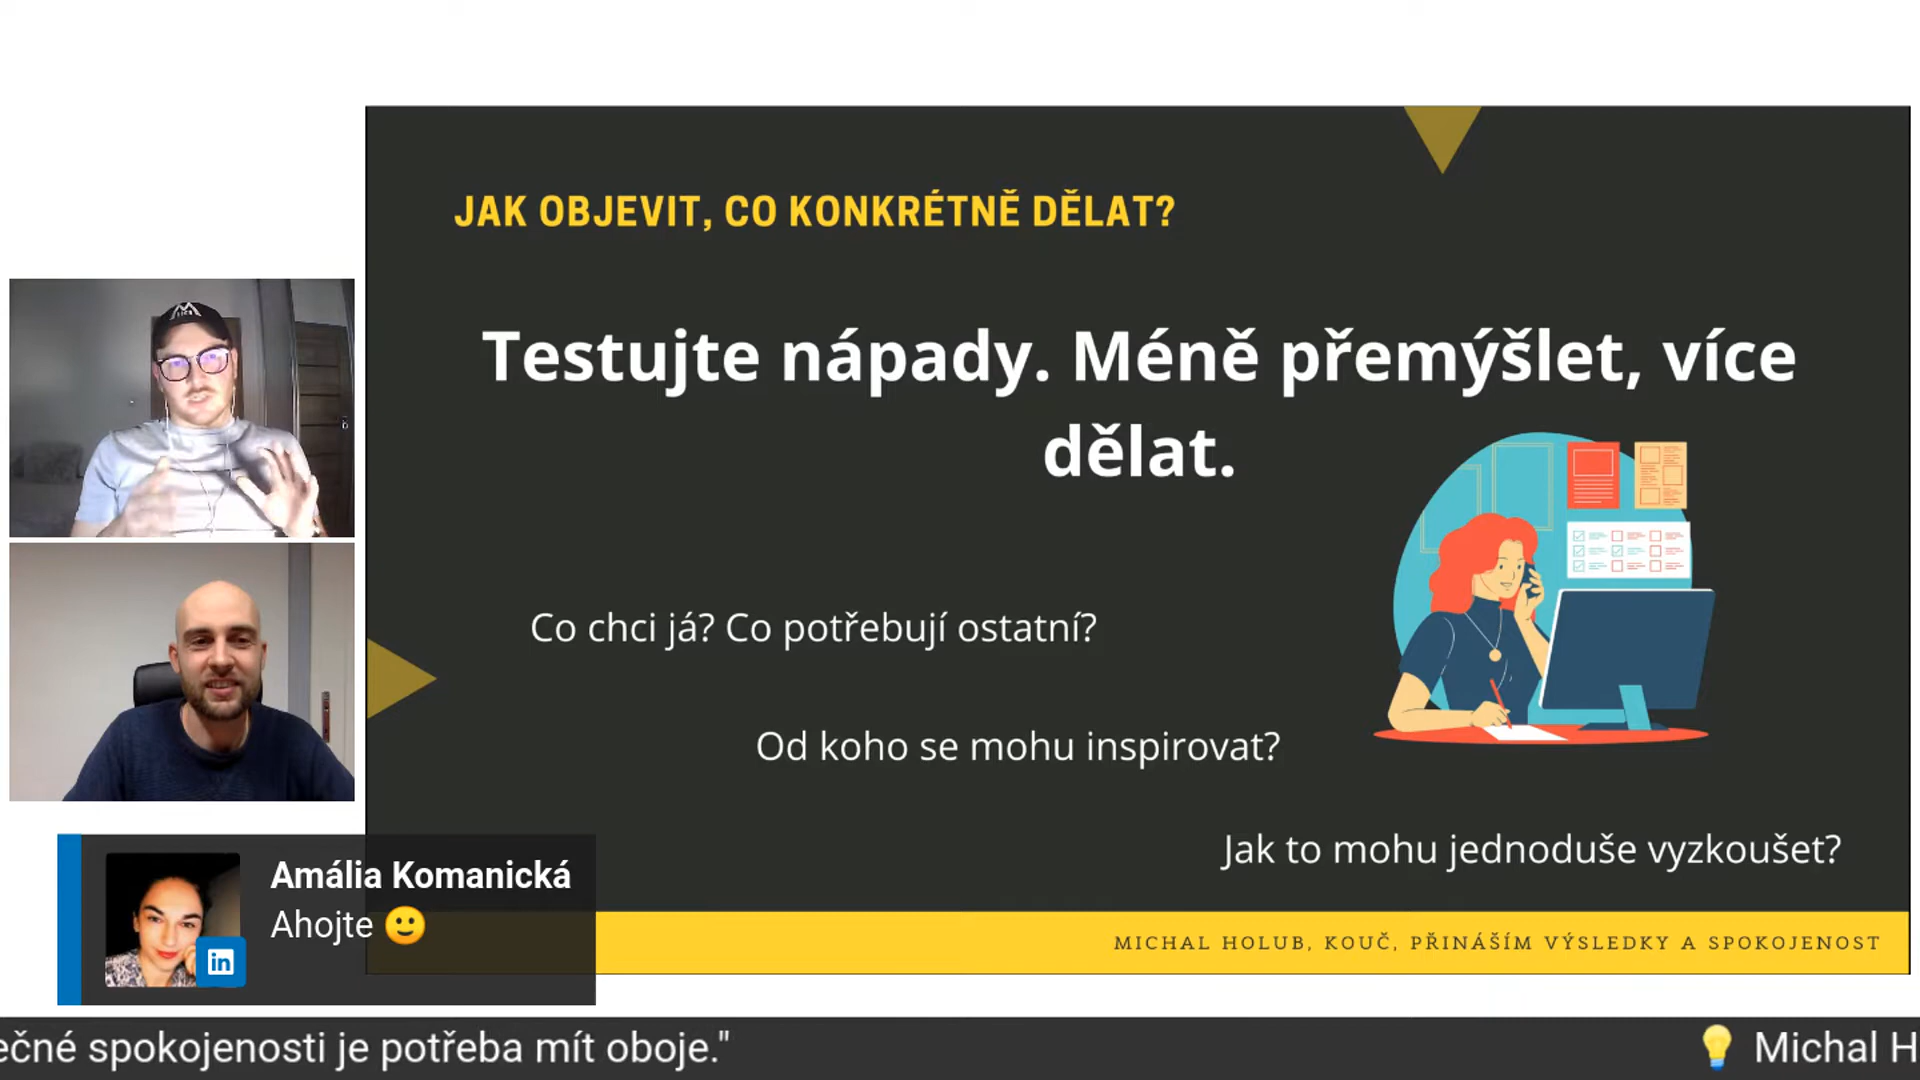 JAK OBJEVIT, CO KONKRÉTNĚ DĚLAT?
Testujte nápady. Méně přemýšlet, více
dělat.
Co chci já? Co potřebují ostatní?
Od koho se mohu inspirovat?
Jak to mohu jednoduše vyzkoušet?
Amália Komanická
Ahojte 🙂
in
MICHAL HOLUB, KOUČ, PŘINÁŠÍM VÝSLEDKY A SPOKOJENOST
ečné spokojenosti je potřeba mít oboje." 💡 Michal H